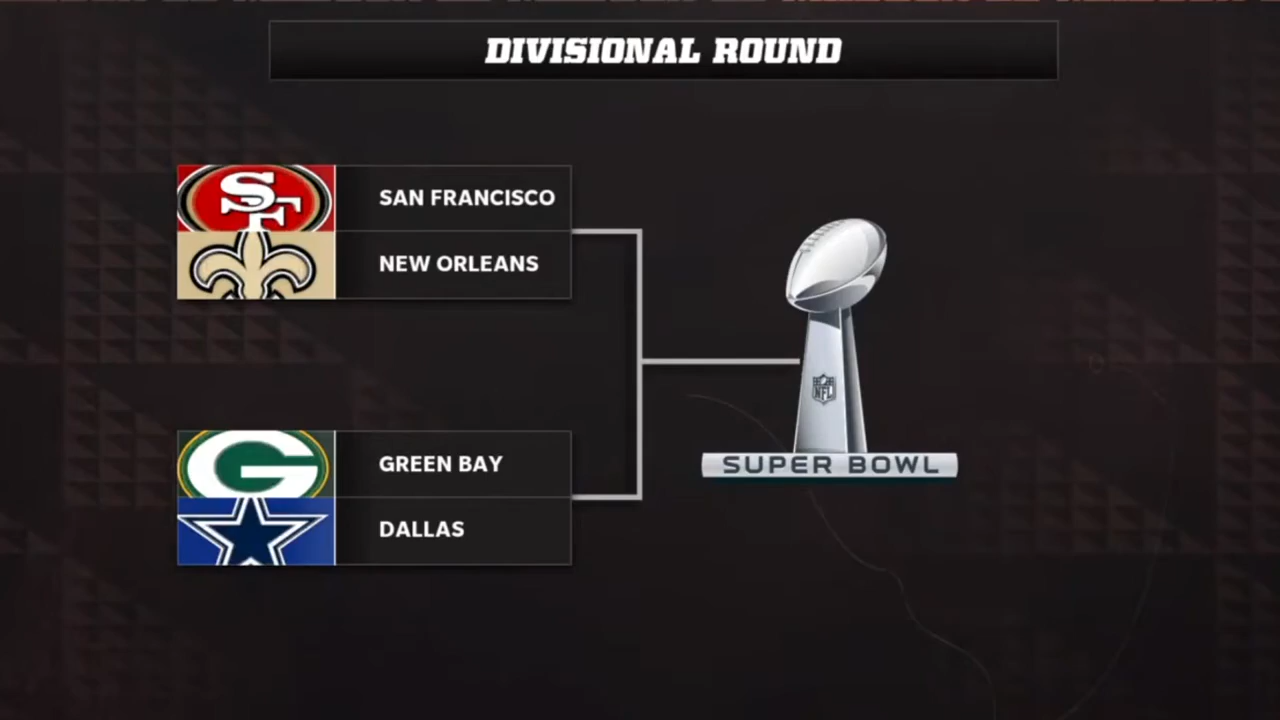 DIVISIONAL ROUND
SF
SAN FRANCISCO
NEW ORLEANS
NFL
SUPER BOWL
G
GREEN BAY
DALLAS